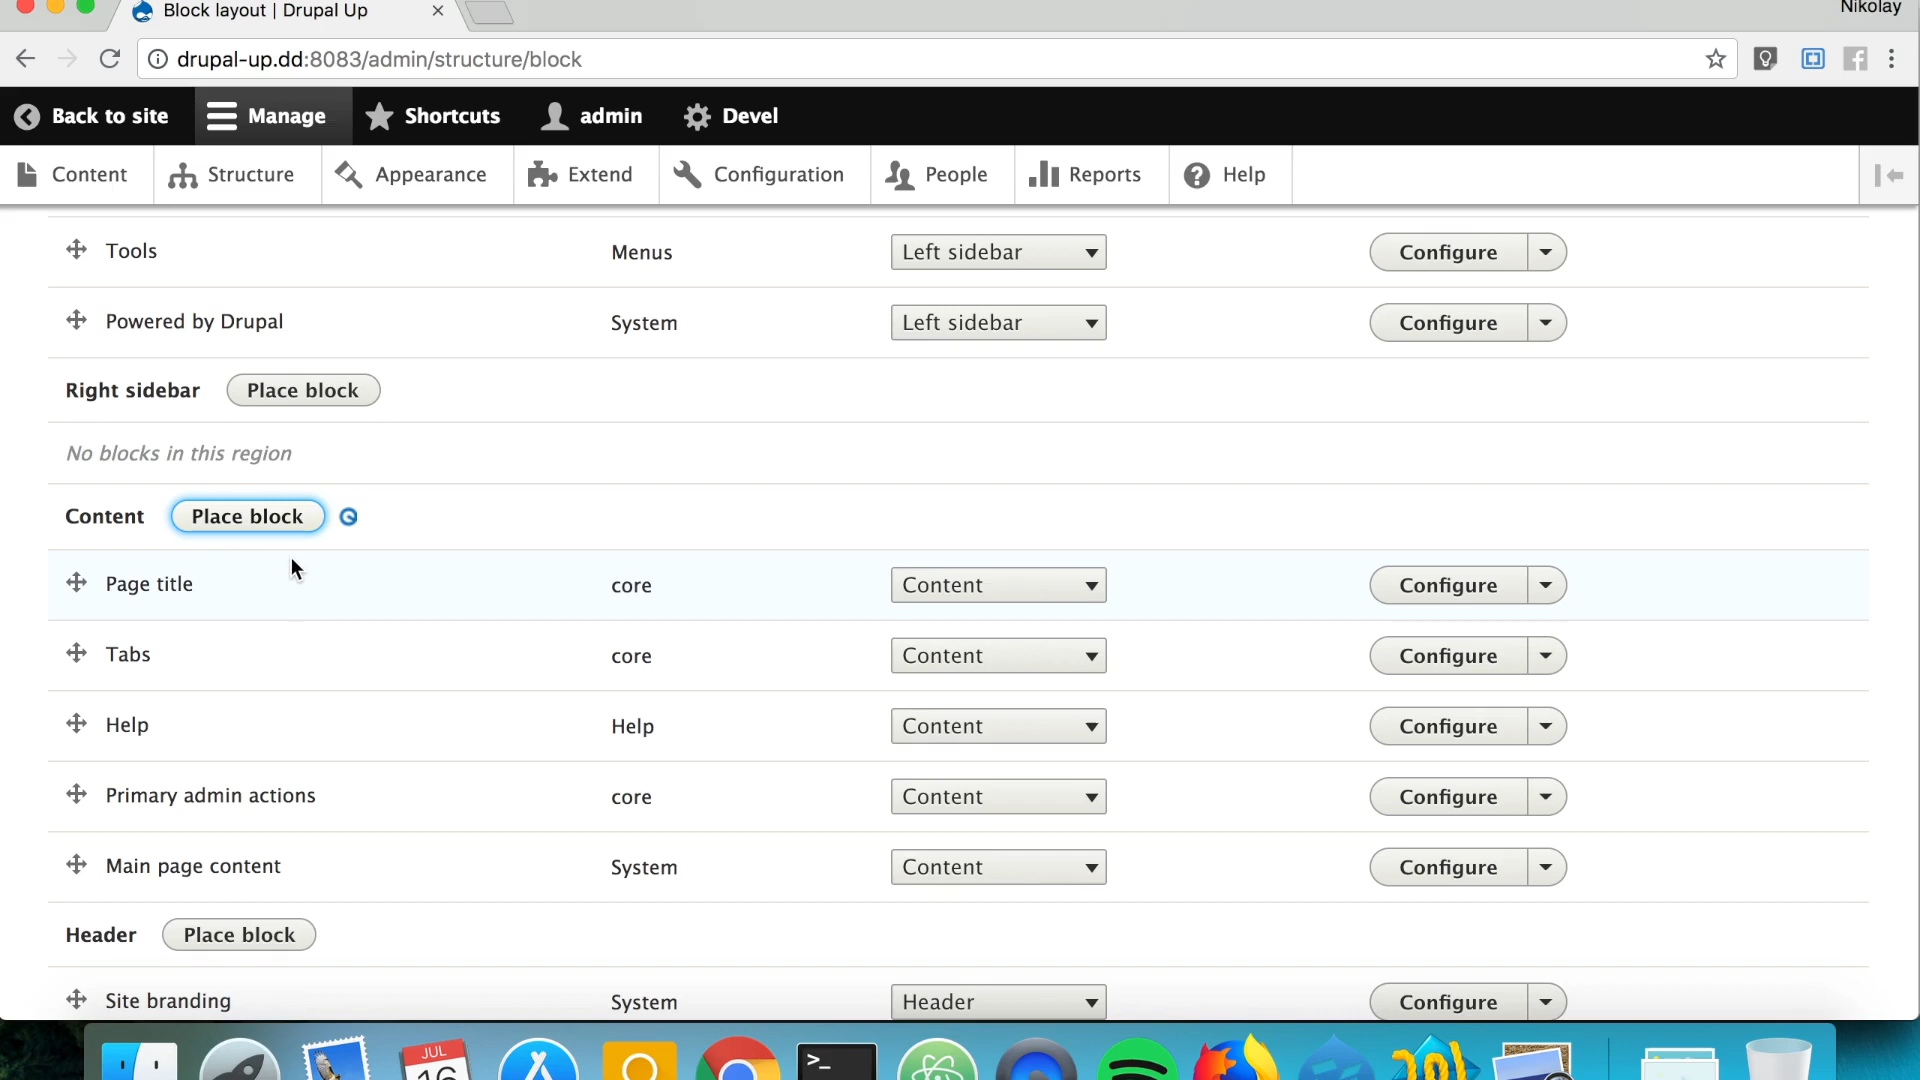 Block layout | Drupal Up
Nikolay
drupal-up.dd:8083/admin/structure/block
Back to site Manage Shortcuts admin Devel
Content Structure Appearance Extend Configuration People Reports Help
Tools Menus Left sidebar Configure
Powered by Drupal System Left sidebar Configure
Right sidebar Place block
No blocks in this region
Content Place block
Page title core Content Configure
Tabs core Content Configure
Help Help Content Configure
Primary admin actions core Content Configure
Main page content System Content Configure
Header Place block
Site branding System Header Configure
JUL
16
>_